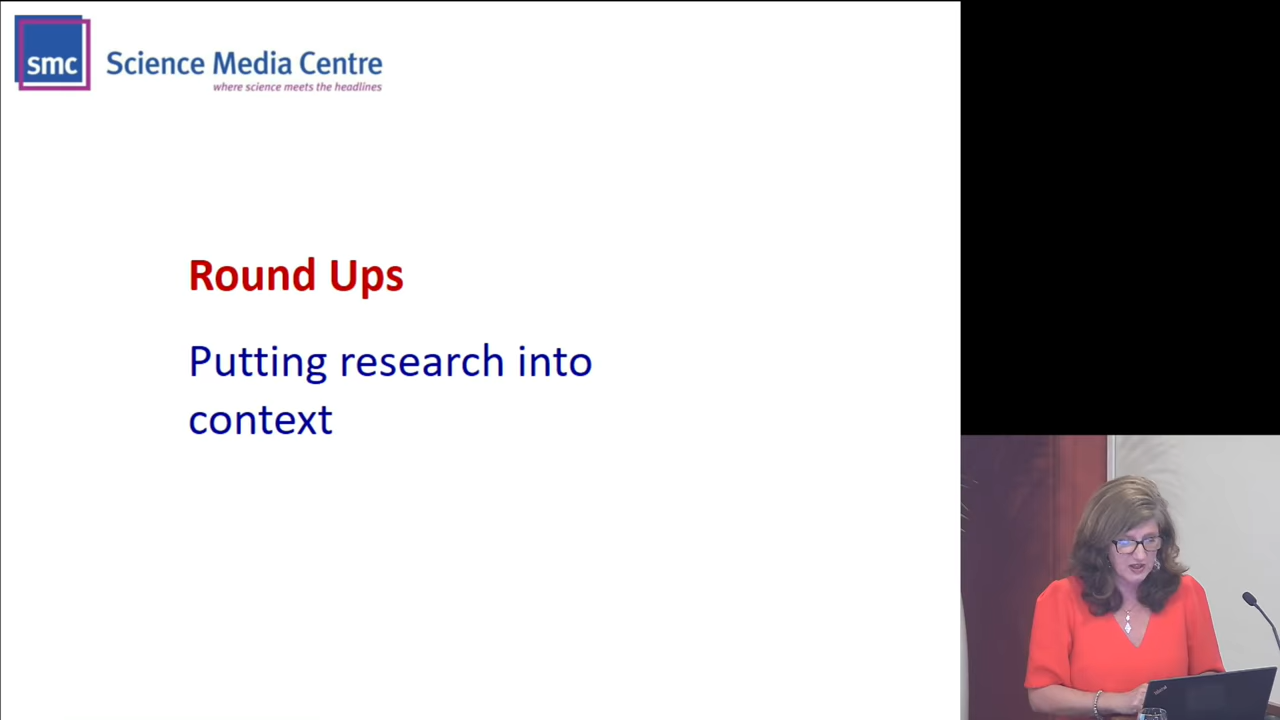 smc
Science Media Centre
where science meets the headlines
Round Ups
Putting research into
context